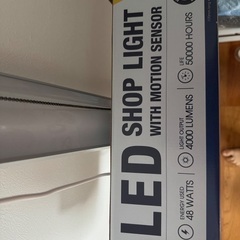 LED
SHOP LIGHT
WITH MOTION SENSOR
ENERGY USED
48 WATTS
LIGHT OUTPUT
4000 LUMENS
LIFE
50000 HOURS